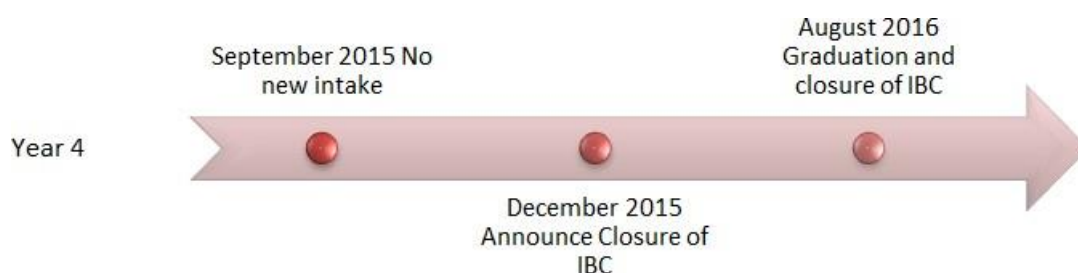 Year 4
September 2015 No
new intake
December 2015
Announce Closure of
IBC
August 2016
Graduation and
closure of IBC